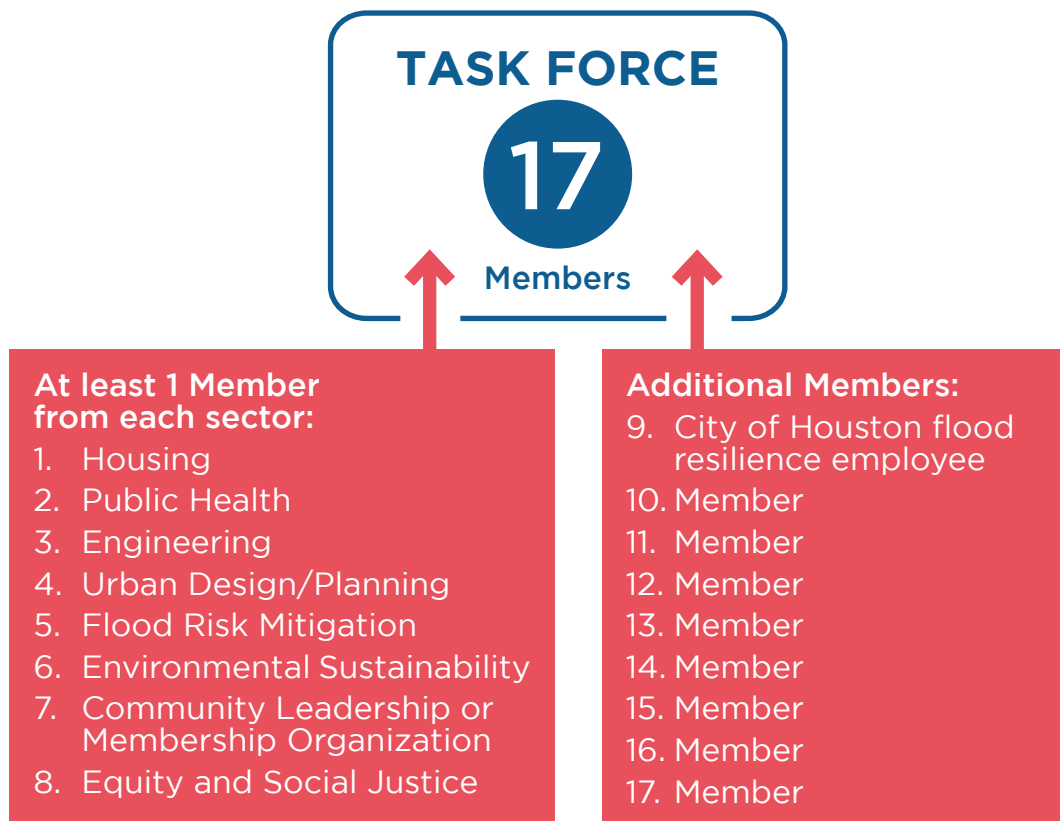 TASK FORCE
17
Members
At least 1 Member
from each sector:
1. Housing
2. Public Health
3. Engineering
4. Urban Design/Planning
5. Flood Risk Mitigation
6. Environmental Sustainability
7. Community Leadership or
Membership Organization
8. Equity and Social Justice
Additional Members:
9. City of Houston flood
resilience employee
10. Member
11. Member
12. Member
13. Member
14. Member
15. Member
16. Member
17. Member